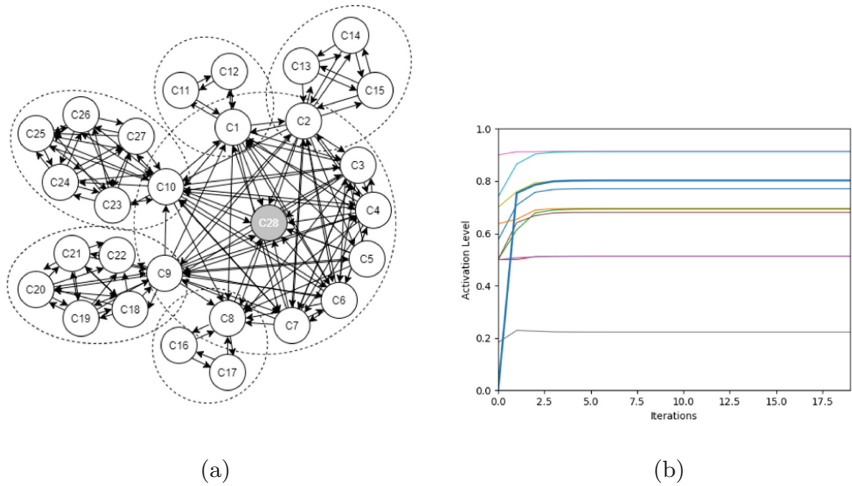 C14
C13
C12
C11
C15
C26
C25
C27
C1
C2
C3
C24
C10
C23
C4
C28
C21
C22
C5
C9
C20
C18
C6
C19
C8
C7
C16
C17
1.0
0.8
0.6
0.4
0.2
0.0
Activation Level
0.0 2.5 5.0 7.5 10.0 12.5 15.0 17.5
Iterations
(a) (b)